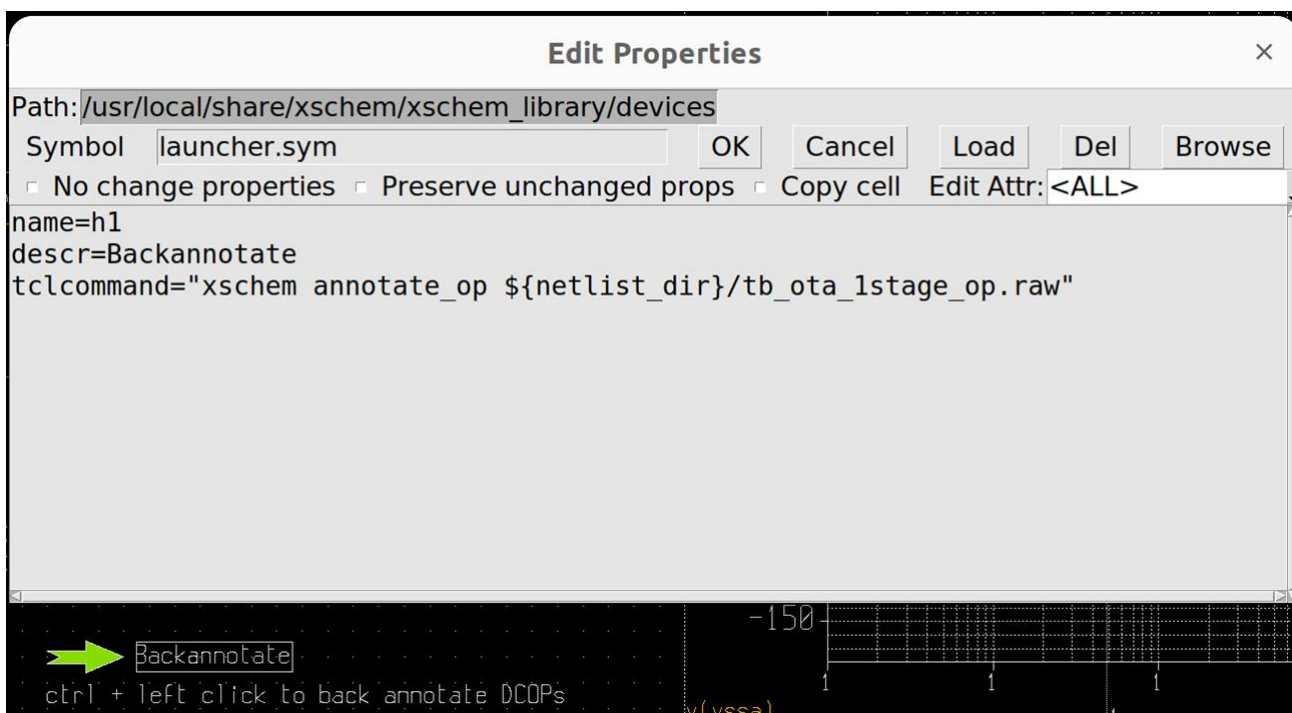 Edit Properties ×
Path: /usr/local/share/xschem/xschem_library/devices
Symbol launcher.sym OK Cancel Load Del Browse
No change properties Preserve unchanged props Copy cell Edit Attr: <ALL>
name=h1
descr=Backannotate
tclcommand="xschem annotate_op ${netlist_dir}/tb_ota_1stage_op.raw"
-150
Backannotate
1 1 1
ctrl + left click to back annotate DCOPs
v(vssa)